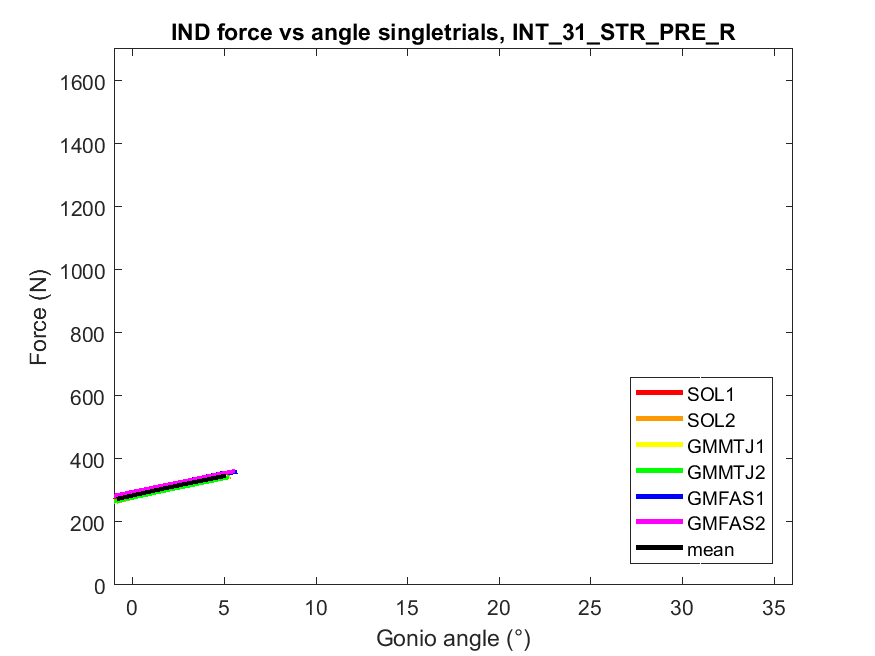 IND force vs angle singletrials, INT_31_STR_PRE_R
1600
1400
1200
1000
800
600
400
200
0
Force (N)
0 5 10 15 20 25 30 35
Gonio angle (°)
SOL1
SOL2
GMMTJ1
GMMTJ2
GMFAS1
GMFAS2
mean